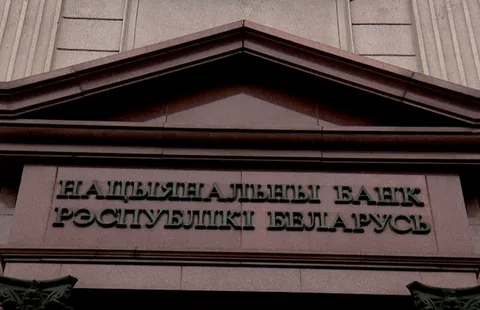 НАЦЫЯНАЛЬНЫ БАНК
РЭСПУБЛІКІ БЕЛАРУСЬ